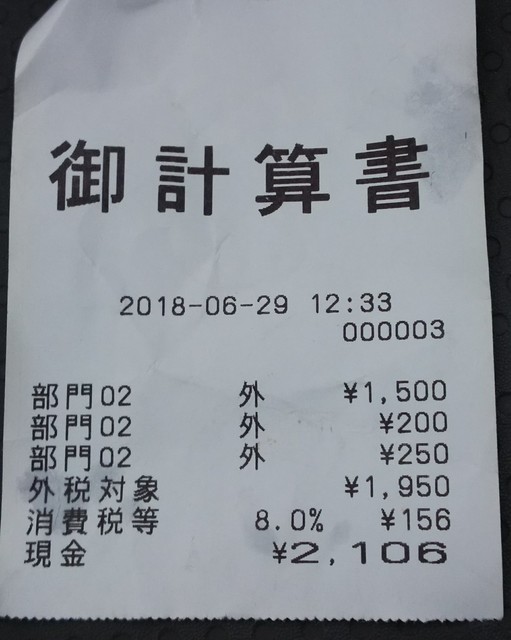 御計算書
2018-06-29 12:33
000003
部門02 外 ¥1,500
部門02 外 ¥200
部門02 外 ¥250
外税対象 ¥1,950
消費税等 8.0% ¥156
現金 ¥2,106